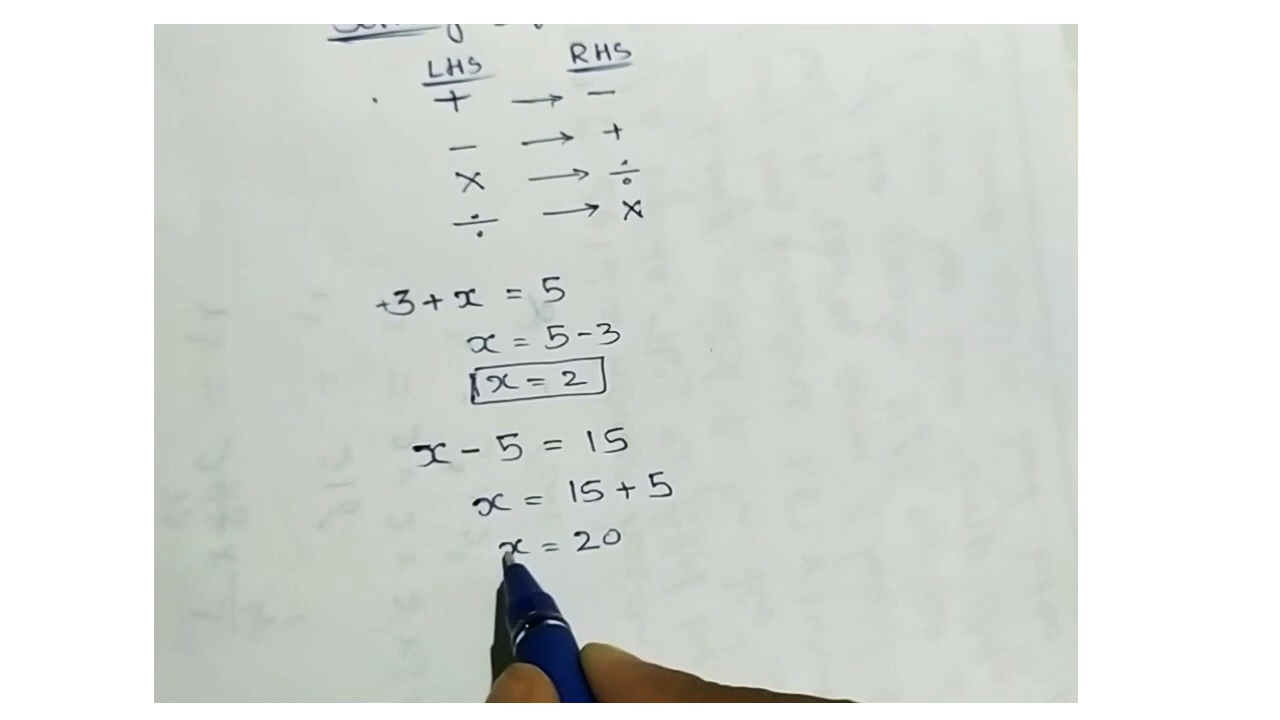 LHS RHS
+ → −
− → +
× → ÷
÷ → ×
+3 + x = 5
x = 5 - 3
x = 2
x - 5 = 15
x = 15 + 5
x = 20